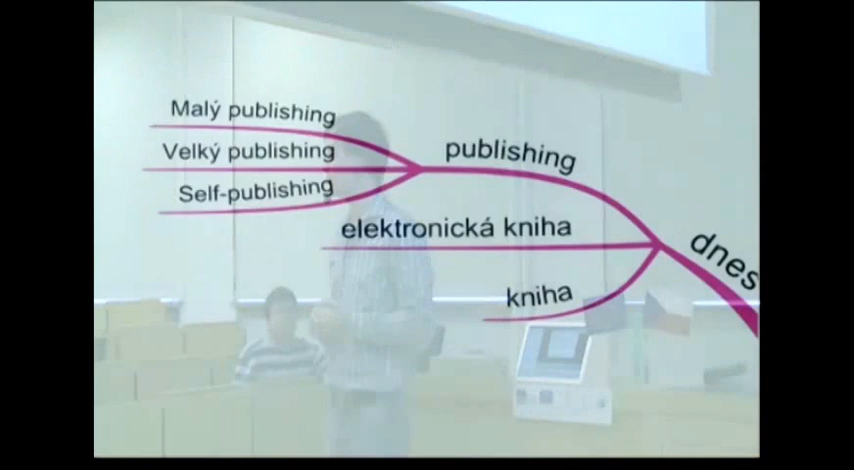 Malý publishing
Velký publishing
Self-publishing
publishing
elektronická kniha
kniha
dnes